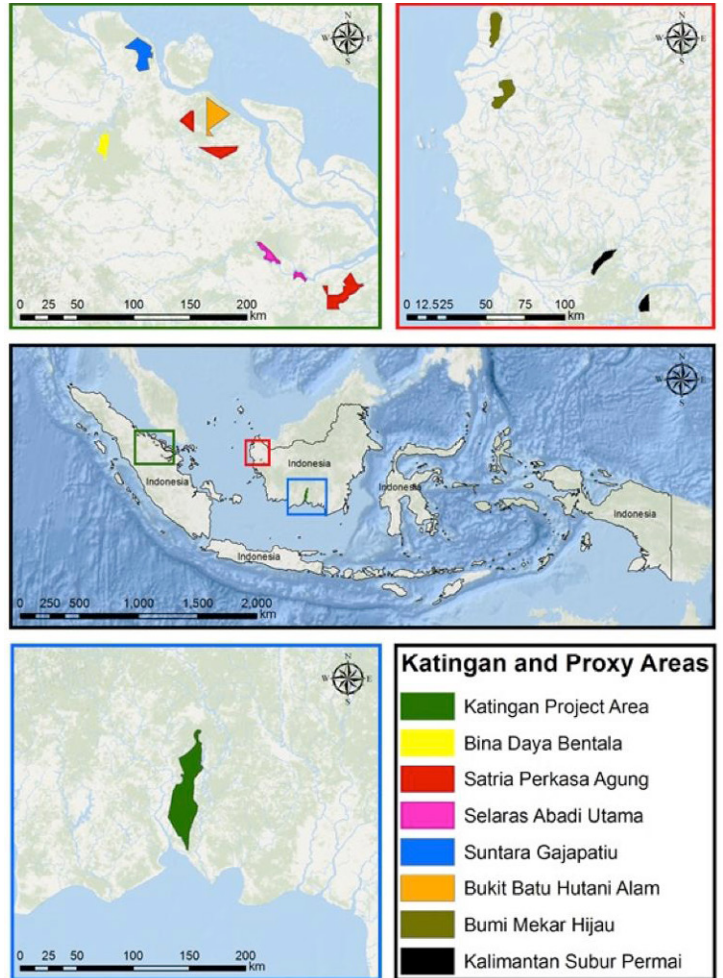 N
W E
S
0 25 50 100 150 200
km
N
W E
S
0 12.525 50 75 100
km
N
W E
S
Indonesia
Indonesia
Indonesia
Indonesia
Indonesia
0 250 500 1,000 1,500 2,000
km
N
W E
S
0 25 50 100 150 200
km
Katingan and Proxy Areas
Katingan Project Area
Bina Daya Bentala
Satria Perkasa Agung
Selaras Abadi Utama
Suntara Gajapatiu
Bukit Batu Hutani Alam
Bumi Mekar Hijau
Kalimantan Subur Permai